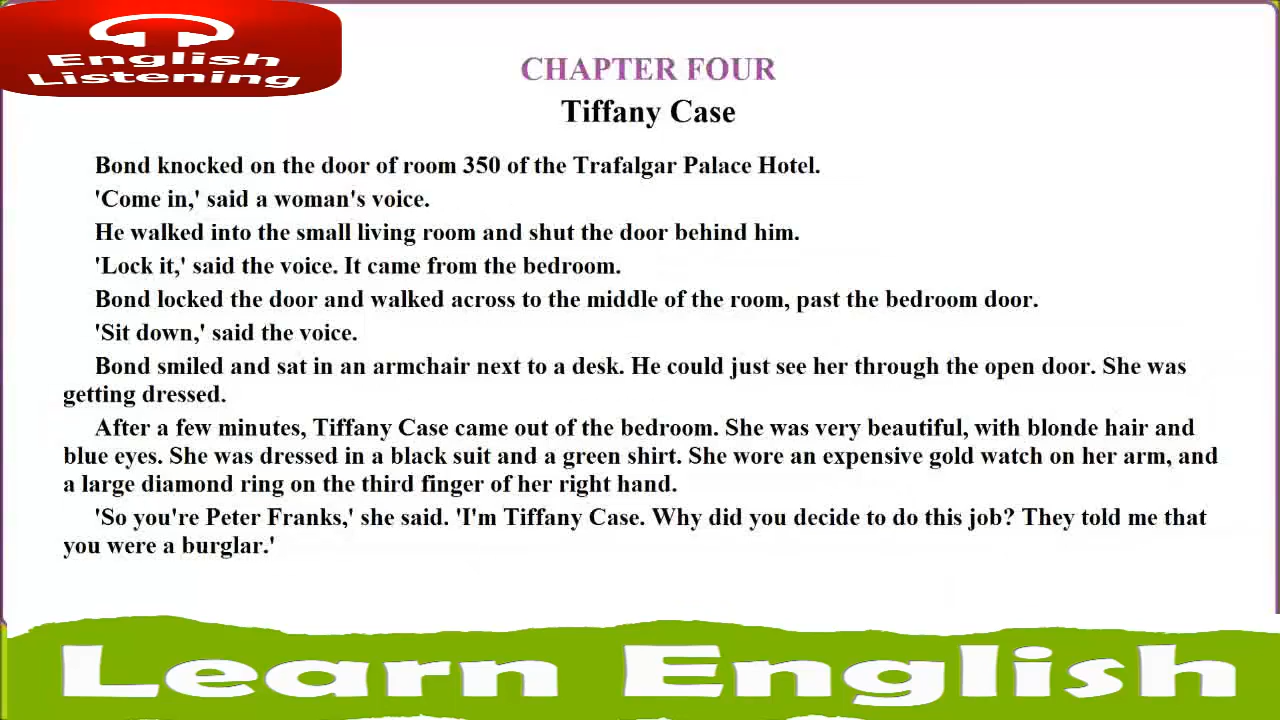 English
Listening
CHAPTER FOUR
Tiffany Case
Bond knocked on the door of room 350 of the Trafalgar Palace Hotel.
'Come in,' said a woman's voice.
He walked into the small living room and shut the door behind him.
'Lock it,' said the voice. It came from the bedroom.
Bond locked the door and walked across to the middle of the room, past the bedroom door.
'Sit down,' said the voice.
Bond smiled and sat in an armchair next to a desk. He could just see her through the open door. She was
getting dressed.
After a few minutes, Tiffany Case came out of the bedroom. She was very beautiful, with blonde hair and
blue eyes. She was dressed in a black suit and a green shirt. She wore an expensive gold watch on her arm, and
a large diamond ring on the third finger of her right hand.
'So you're Peter Franks,' she said. 'I'm Tiffany Case. Why did you decide to do this job? They told me that
you were a burglar.'
Learn English